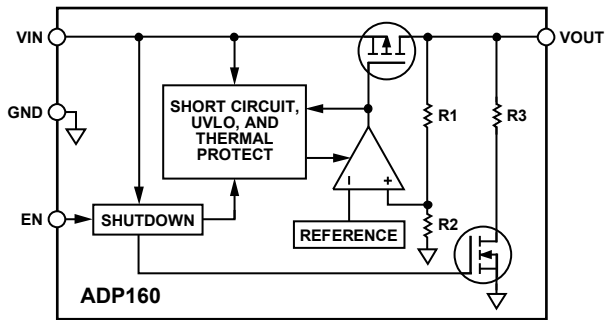 VIN
VOUT
GND
SHORT CIRCUIT,
UVLO, AND
THERMAL
PROTECT
R1
R3
EN
SHUTDOWN
– +
REFERENCE
R2
ADP160